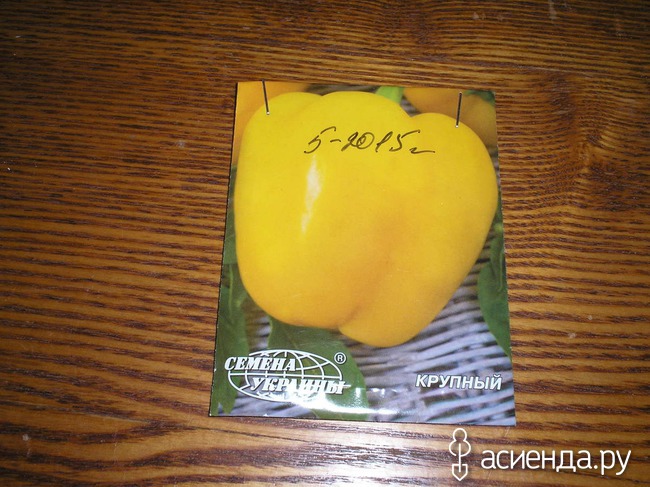 5-2015г
СЕМЕНА
УКРАИНЫ
®
КРУПНЫЙ
асиенда.ру